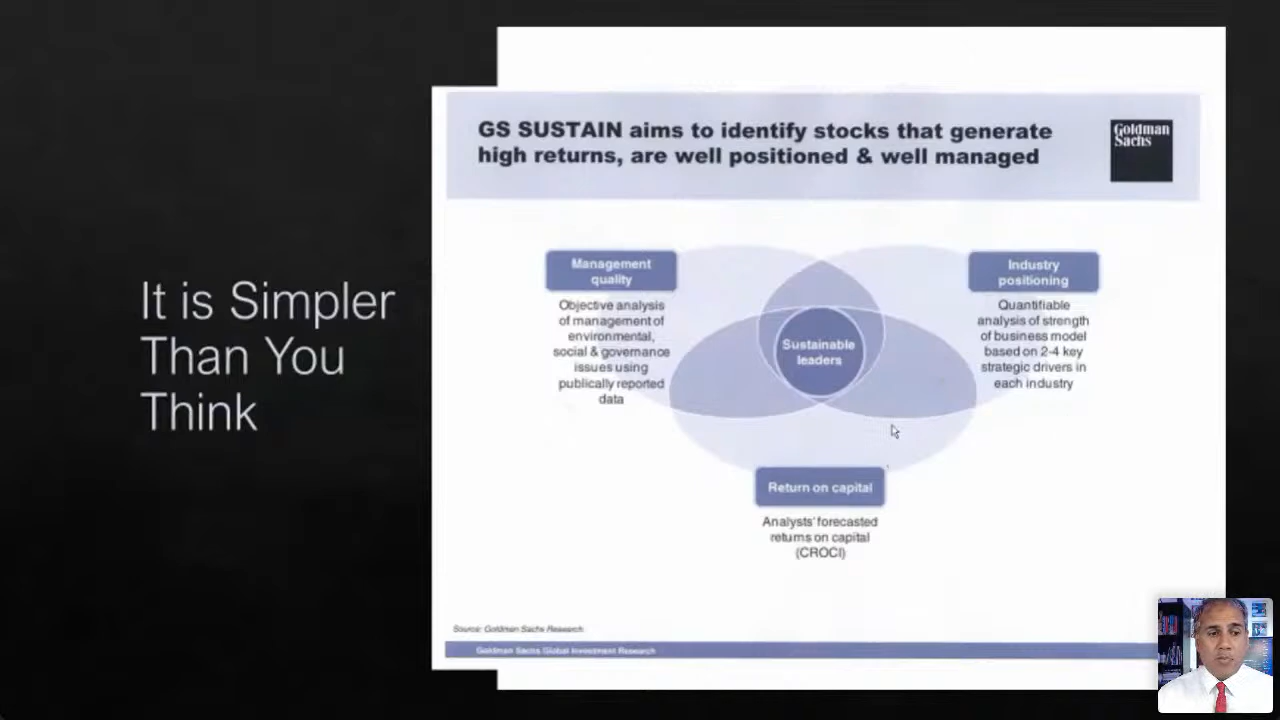 It is Simpler
Than You
Think
GS SUSTAIN aims to identify stocks that generate
high returns, are well positioned & well managed
Goldman
Sachs
Management
quality
Objective analysis
of management of
environmental,
social & governance
issues using
publically reported
data
Industry
positioning
Quantifiable
analysis of strength
of business model
based on 2-4 key
strategic drivers in
each industry
Sustainable
leaders
Return on capital
Analysts' forecasted
returns on capital
(CROCI)
Source: Goldman Sachs Research
Goldman Sachs Global Investment Research